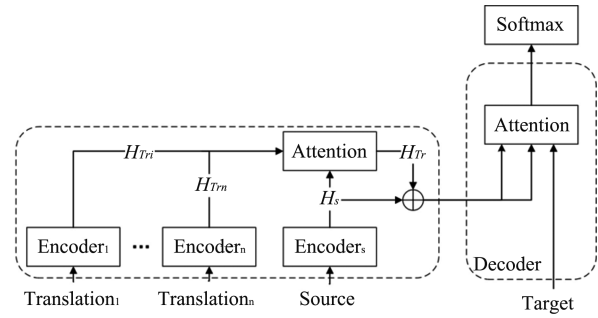 Softmax
Attention
H_Tri
Attention
H_Tr
H_Trn
H_s
Encoder₁
...
Encoderₙ
Encoderₛ
Decoder
Translation₁
Translationₙ
Source
Target